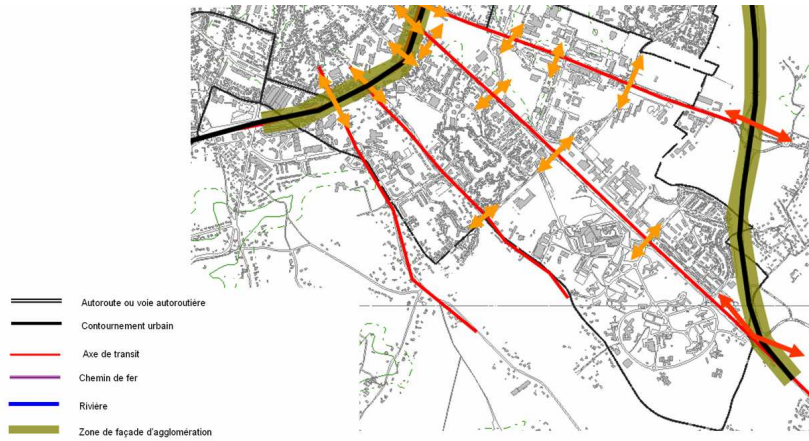 Autoroute ou voie autoroutière
Contournement urbain
Axe de transit
Chemin de fer
Rivière
Zone de façade d'agglomération